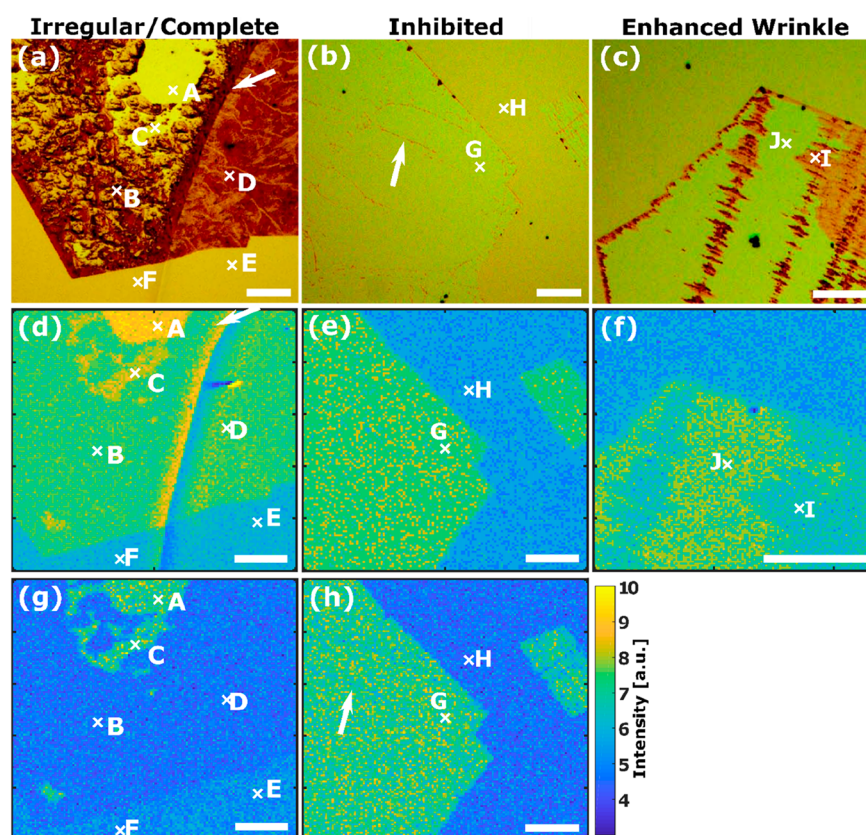 Irregular/Complete Inhibited Enhanced Wrinkle
(a) (b) (c)
A H
C J
I
G
B D
E
F
(d) (e) (f)
A
C H
D G
B J
I
E
F
(g) (h) 10
A 9
C H 8
D G 7
B 6
5
E 4
F
Intensity [a.u.]